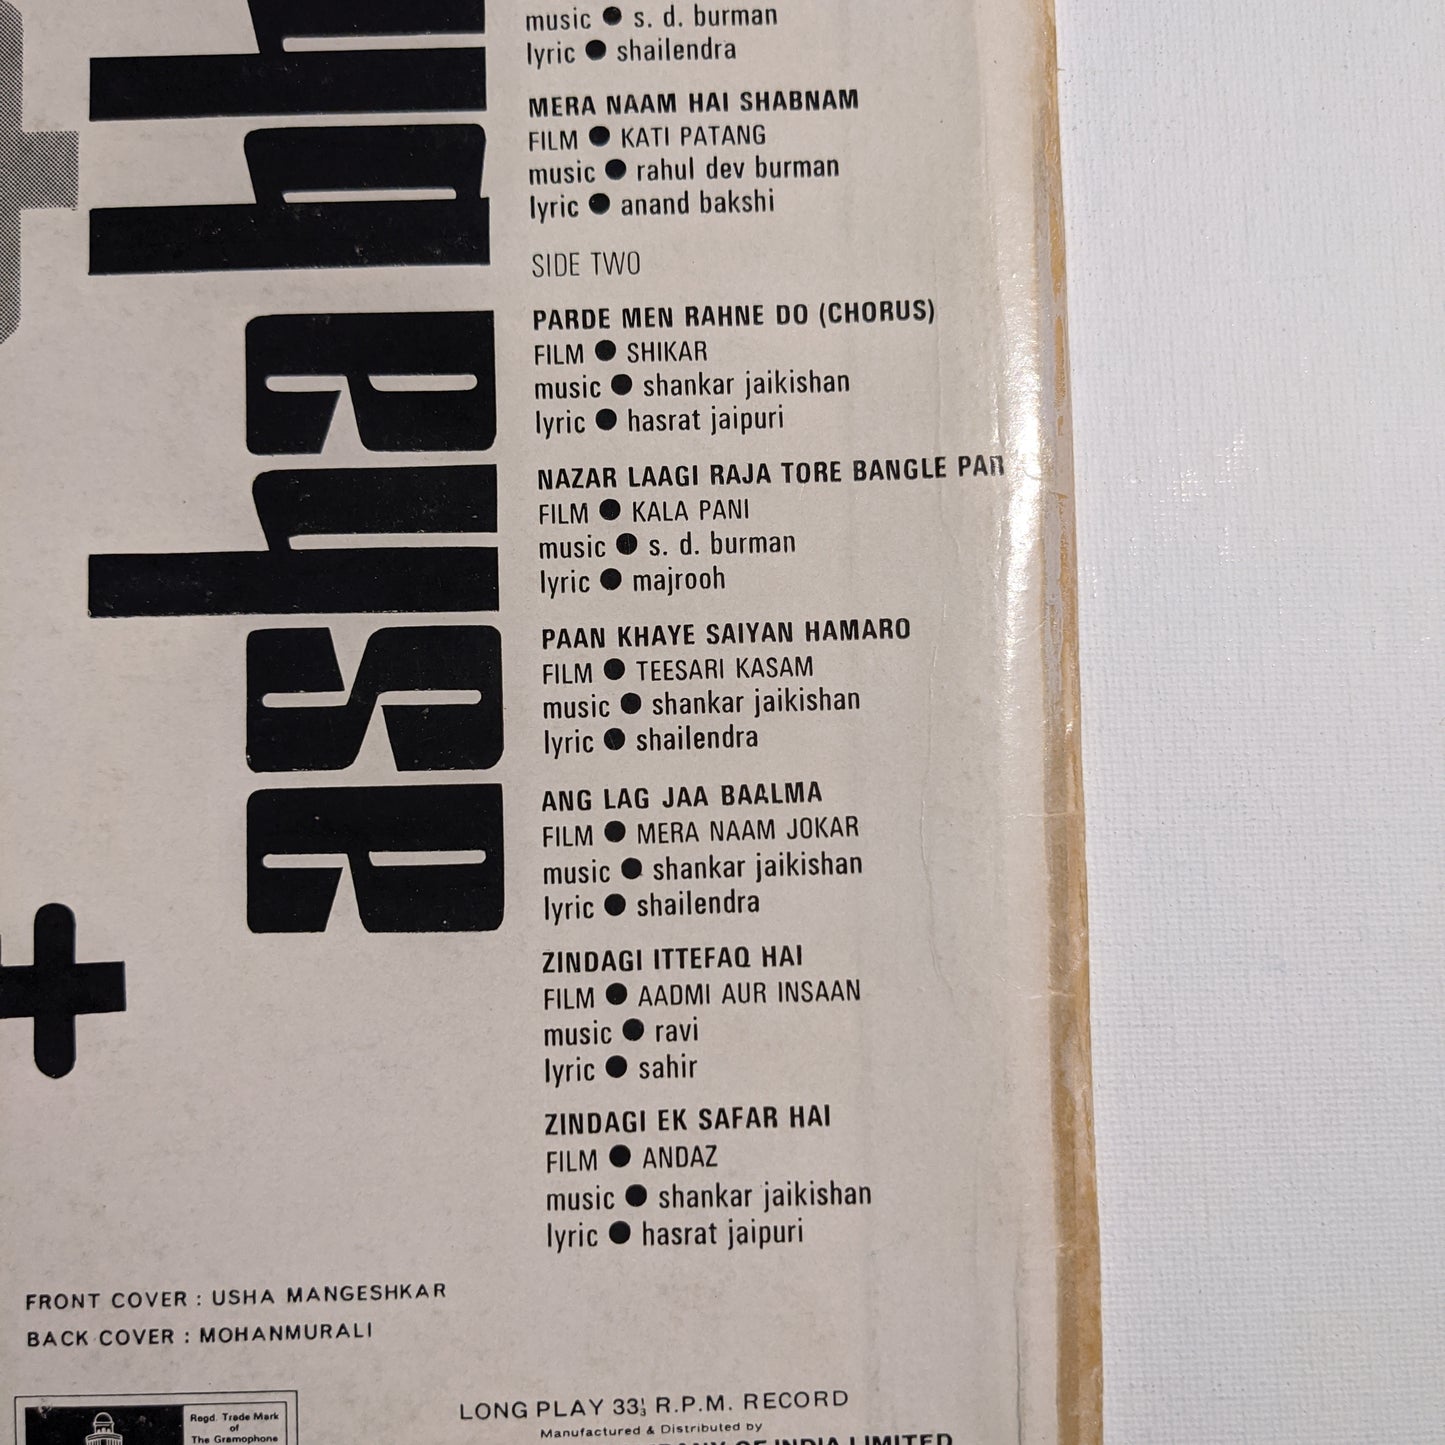 music ● s. d. burman
lyric ● shailendra
MERA NAAM HAI SHABNAM
FILM ● KATI PATANG
music ● rahul dev burman
lyric ● anand bakshi
SIDE TWO
PARDE MEN RAHNE DO (CHORUS)
FILM ● SHIKAR
music ● shankar jaikishan
lyric ● hasrat jaipuri
NAZAR LAAGI RAJA TORE BANGLE PAR
FILM ● KALA PANI
music ● s. d. burman
lyric ● majrooh
PAAN KHAYE SAIYAN HAMARO
FILM ● TEESARI KASAM
music ● shankar jaikishan
lyric ● shailendra
ANG LAG JAA BAALMA
FILM ● MERA NAAM JOKAR
music ● shankar jaikishan
lyric ● shailendra
ZINDAGI ITTEFAQ HAI
FILM ● AADMI AUR INSAAN
music ● ravi
lyric ● sahir
ZINDAGI EK SAFAR HAI
FILM ● ANDAZ
music ● shankar jaikishan
lyric ● hasrat jaipuri
FRONT COVER : USHA MANGESHKAR
BACK COVER : MOHANMURALI
Regd. Trade Mark
of
The Gramophone
LONG PLAY 33⅓ R.P.M. RECORD
Manufactured & Distributed by
OF INDIA LIMITED